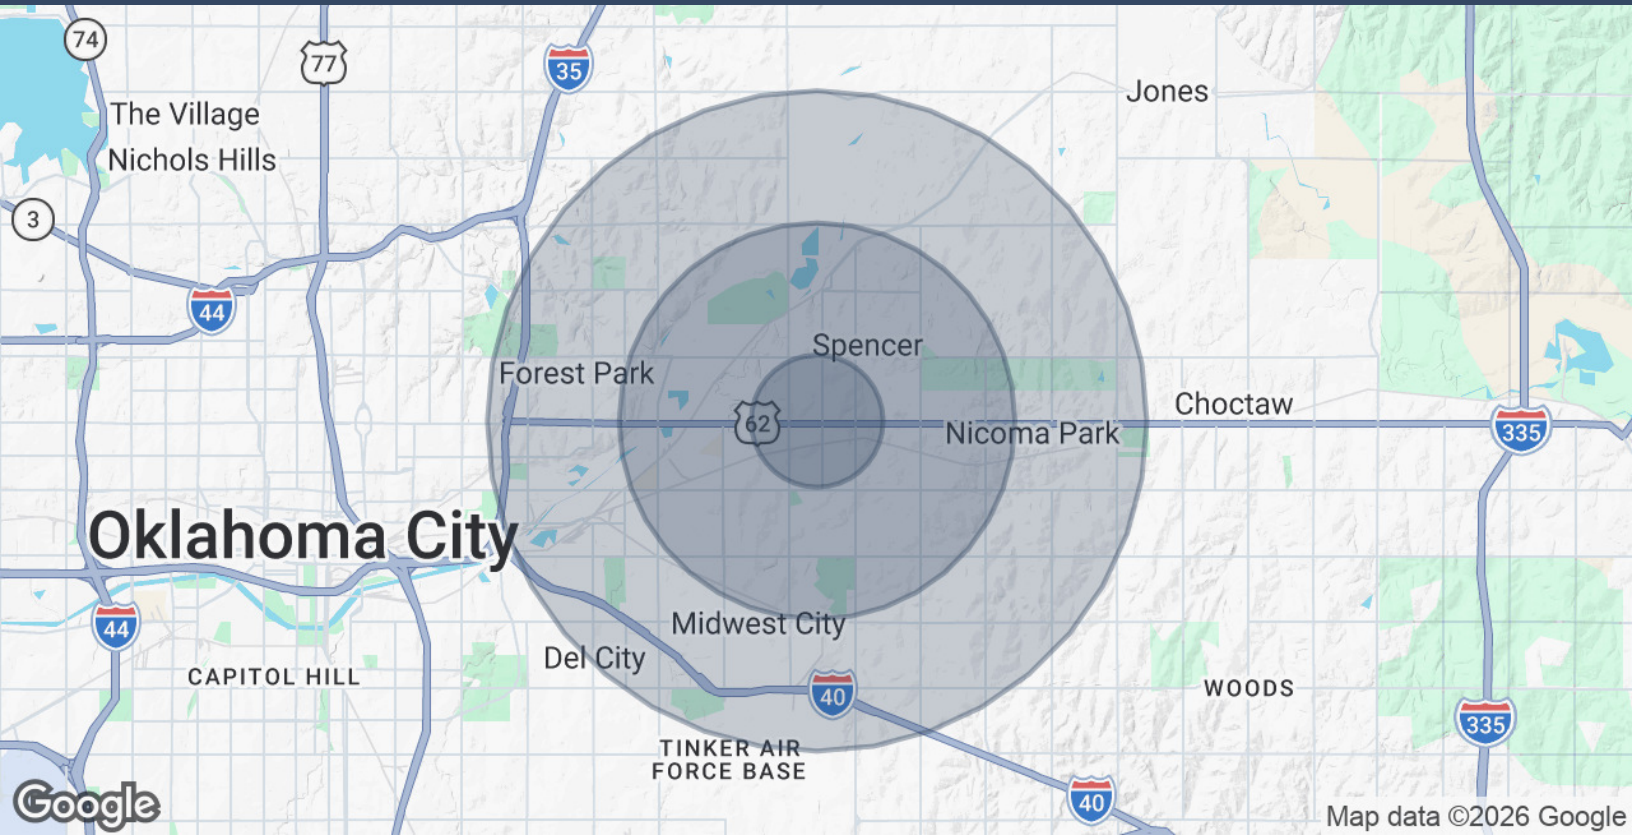 74
77
35
Jones
The Village
Nichols Hills
3
44
Spencer
Forest Park
62
Choctaw
Nicoma Park
335
Oklahoma City
44
Midwest City
Del City
CAPITOL HILL
40
WOODS
335
TINKER AIR
FORCE BASE
40
Google
Map data ©2026 Google